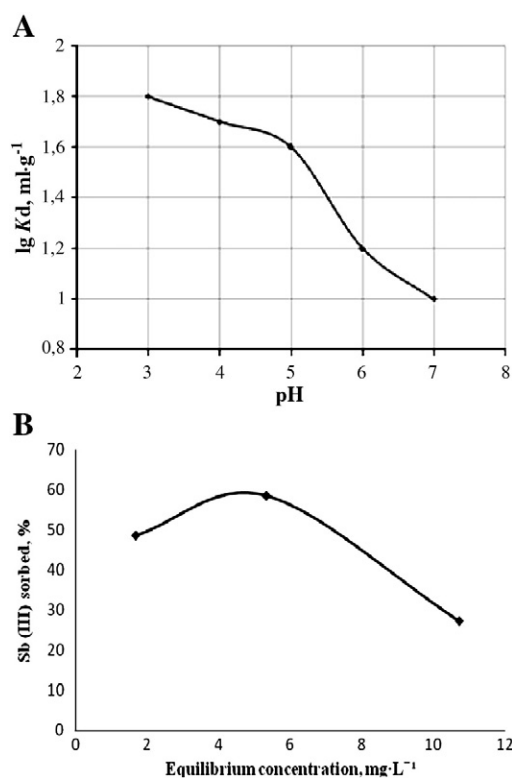 A
2
1,8
1,6
1,4
1,2
1
0,8
lg Kd, ml·g⁻¹
2 3 4 5 6 7 8
pH
B
70
60
50
40
30
20
10
0
Sb (III) sorbed, %
0 2 4 6 8 10 12
Equilibrium concentration, mg·L⁻¹